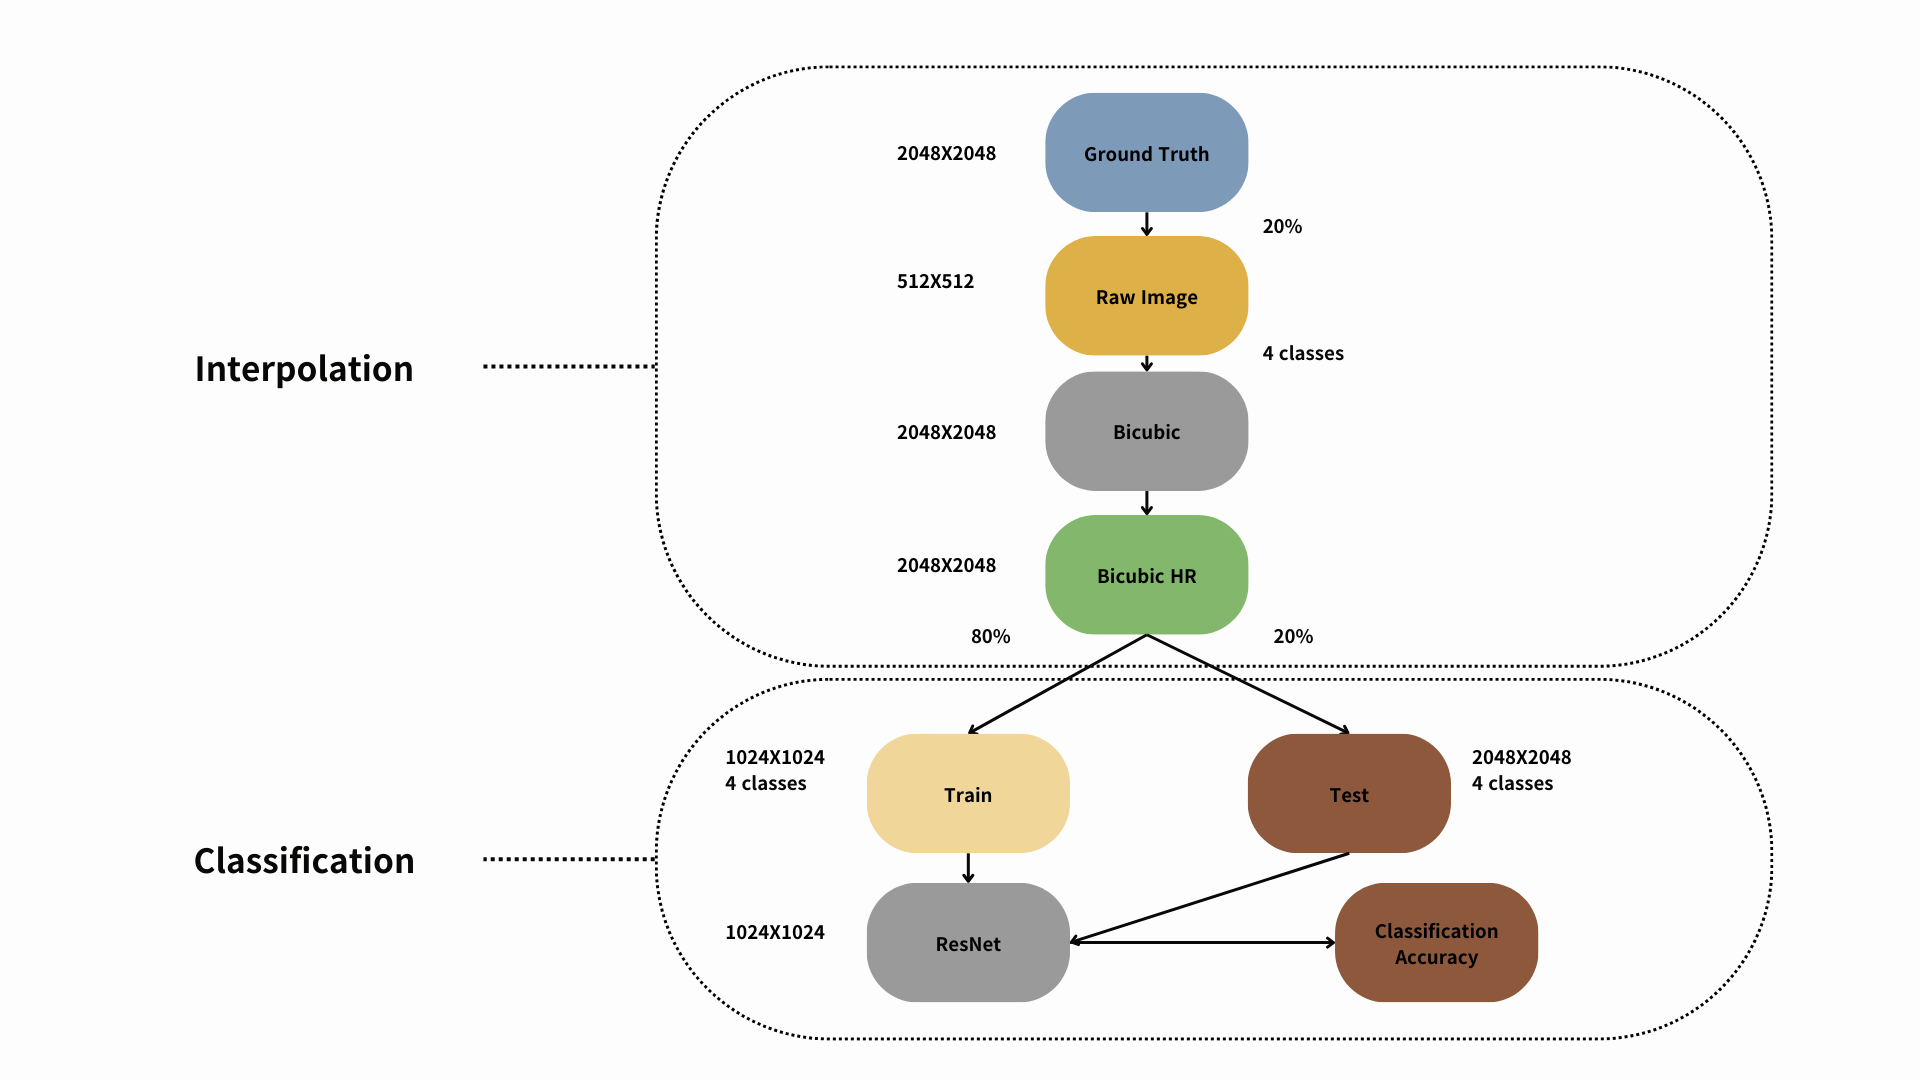 2048X2048
Ground Truth
20%
512X512
Raw Image
4 classes
Interpolation
2048X2048
Bicubic
2048X2048
Bicubic HR
80%
20%
1024X1024
4 classes
Train
Test
2048X2048
4 classes
Classification
1024X1024
ResNet
Classification
Accuracy